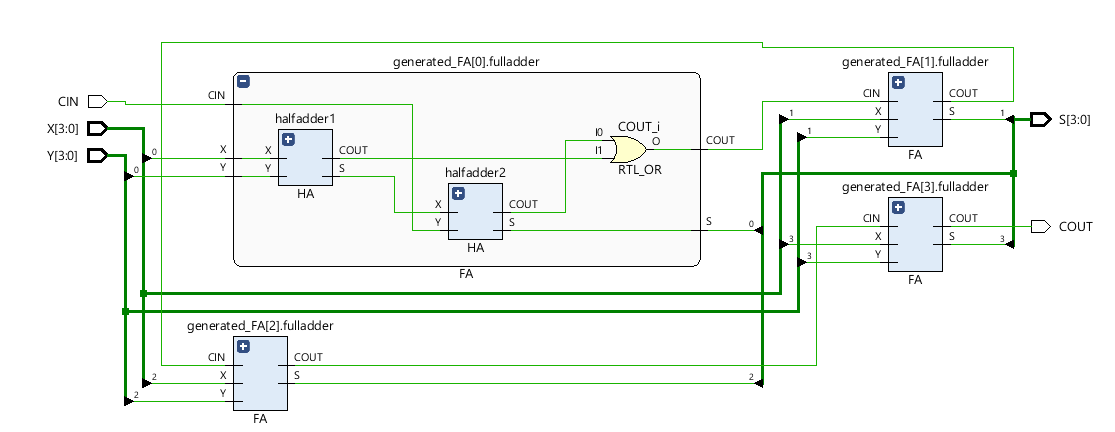 generated_FA[0].fulladder
generated_FA[1].fulladder
CIN
X[3:0]
Y[3:0]
CIN
halfadder1
X
Y
0
0
X
Y
COUT
S
HA
halfadder2
X
Y
COUT
S
HA
COUT_i
I0
I1
O
RTL_OR
COUT
S
0
FA
CIN
X
Y
1
1
COUT
S
1
FA
S[3:0]
generated_FA[3].fulladder
CIN
X
Y
3
3
COUT
S
3
FA
COUT
generated_FA[2].fulladder
CIN
X
Y
2
2
COUT
S
2
FA